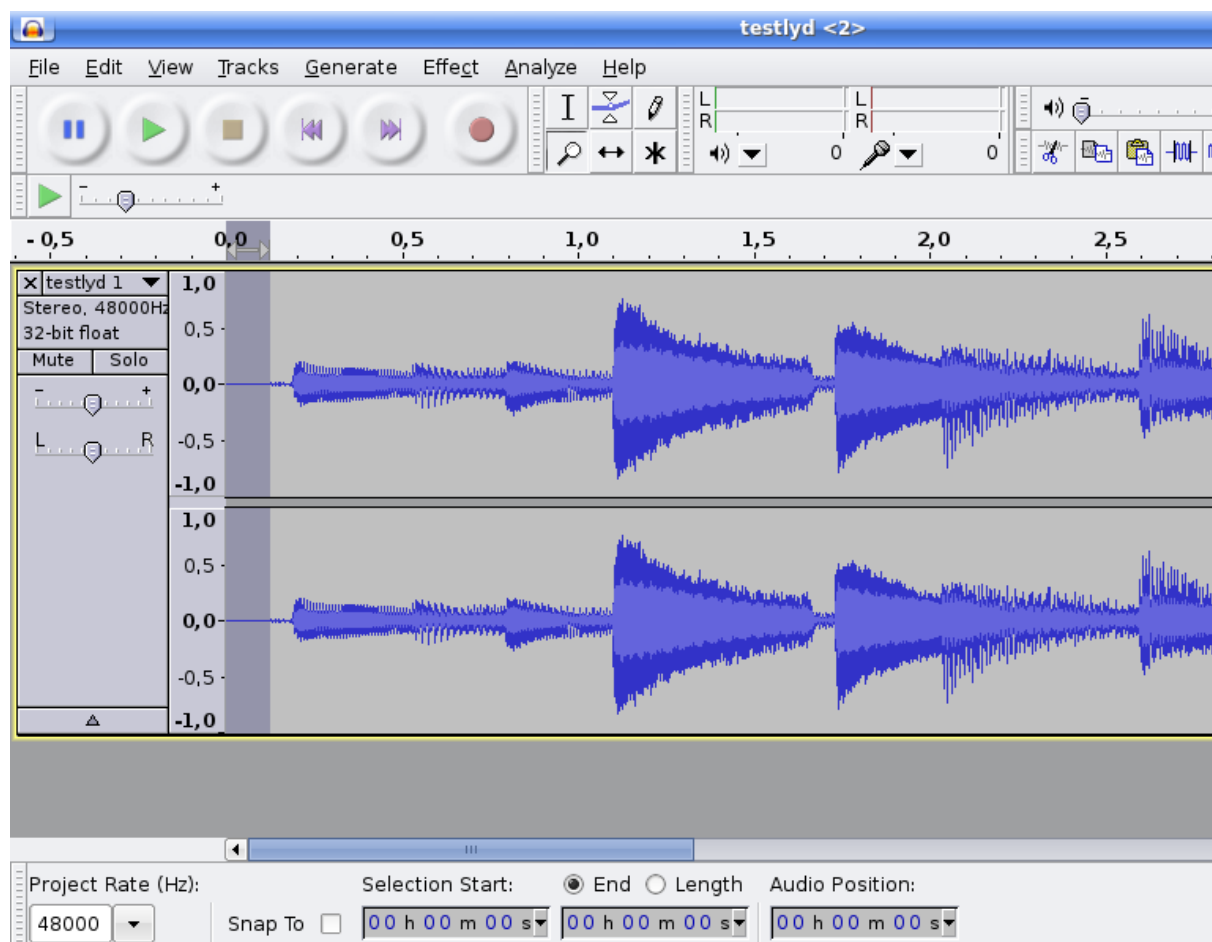 testlyd <2>
File Edit View Tracks Generate Effect Analyze Help
L
R
L
R
0
0
- +
- 0,5 0,0 0,5 1,0 1,5 2,0 2,5
testlyd 1
Stereo, 48000Hz
32-bit float
Mute Solo
- +
L R
1,0
0,5
0,0
-0,5
-1,0
1,0
0,5
0,0
-0,5
-1,0
Project Rate (Hz): Selection Start: End Length Audio Position:
48000 Snap To 00 h 00 m 00 s 00 h 00 m 00 s 00 h 00 m 00 s